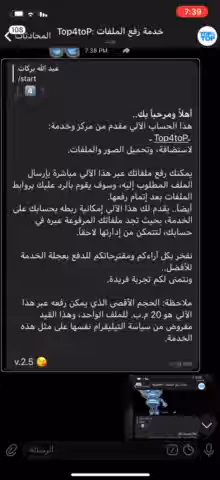 7:39
108
المحادثات
خدمة رفع الملفات :Top4toP
7:38 PM
عبد الله بركات
/start
أهلاً ومرحباً بك..
هذا الحساب الآلي مقدم من مركز وخدمة:
Top4toP
لاستضافة، وتحميل الصور والملفات.
يمكنك رفع ملفاتك عبر هذا الآلي مباشرة بإرسال
الملف المطلوب إليه، وسوف يقوم بالرد عليك بروابط
الملفات بعد إتمام رفعها.
أيضاً.. يقدم لك هذا الآلي إمكانية ربطه بحسابك على
الخدمة، بحيث تجد ملفاتك المرفوعة عبره في
حسابك، لتتمكن من إدارتها لاحقاً.
نفخر بكل آراءكم ومقترحاتكم للدفع بعجلة الخدمة
للأفضل..
ونتمنى لكم تجربة فريدة.
ملاحظة: الحجم الأقصى الذي يمكن رفعه عبر هذا
الآلي هو 20 م.ب. للملف الواحد، وهذا القيد
مفروض من سياسة التيليقرام نفسها على مثل هذه
الخدمة.
v.2.5 😘
الرسالة